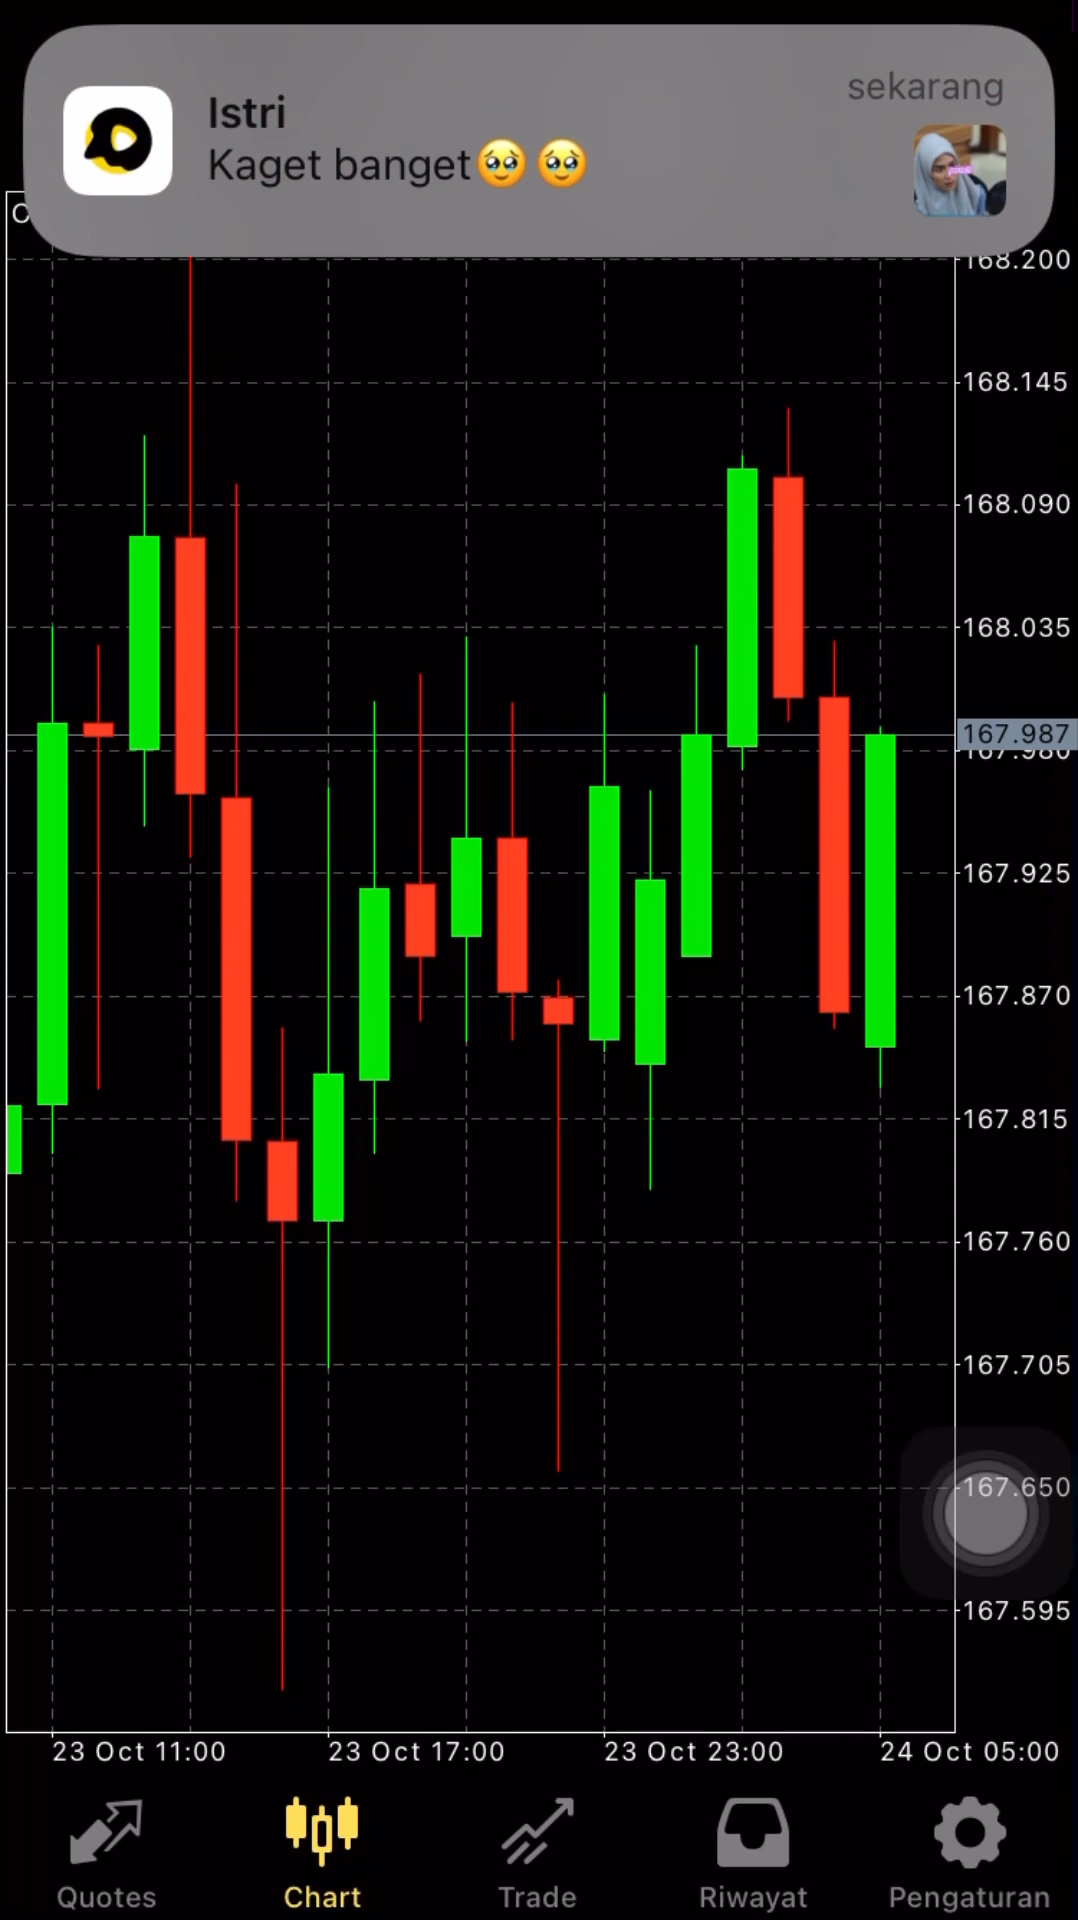 Istri
sekarang
Kaget banget🥹 🥹
168.200
168.145
168.090
168.035
167.987
167.980
167.925
167.870
167.815
167.760
167.705
167.650
167.595
23 Oct 11:00
23 Oct 17:00
23 Oct 23:00
24 Oct 05:00
Quotes
Chart
Trade
Riwayat
Pengaturan